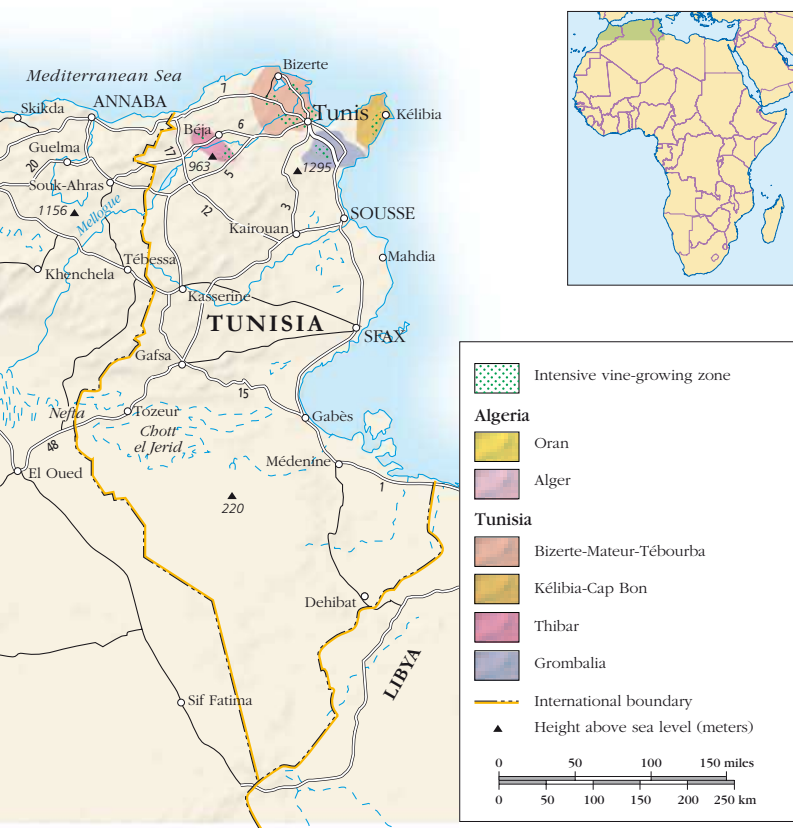 Mediterranean Sea
Bizerte
Skikda
ANNABA
7
Tunis
Kélibia
Béja
6
Guelma
17
963
5
1295
20
Souk-Ahras
1156
Mellogue
12
3
SOUSSE
Kairouan
Mahdia
Tébessa
Khenchela
Kasserine
TUNISIA
SFAX
Gafsa
15
Nefta
Tozeur
Gabès
Chott
el Jerid
48
El Oued
Médenine
1
220
Dehibat
LIBYA
Sif Fatima
Intensive vine-growing zone
Algeria
Oran
Alger
Tunisia
Bizerte-Mateur-Tébourba
Kélibia-Cap Bon
Thibar
Grombalia
International boundary
Height above sea level (meters)
0 50 100 150 miles
0 50 100 150 200 250 km